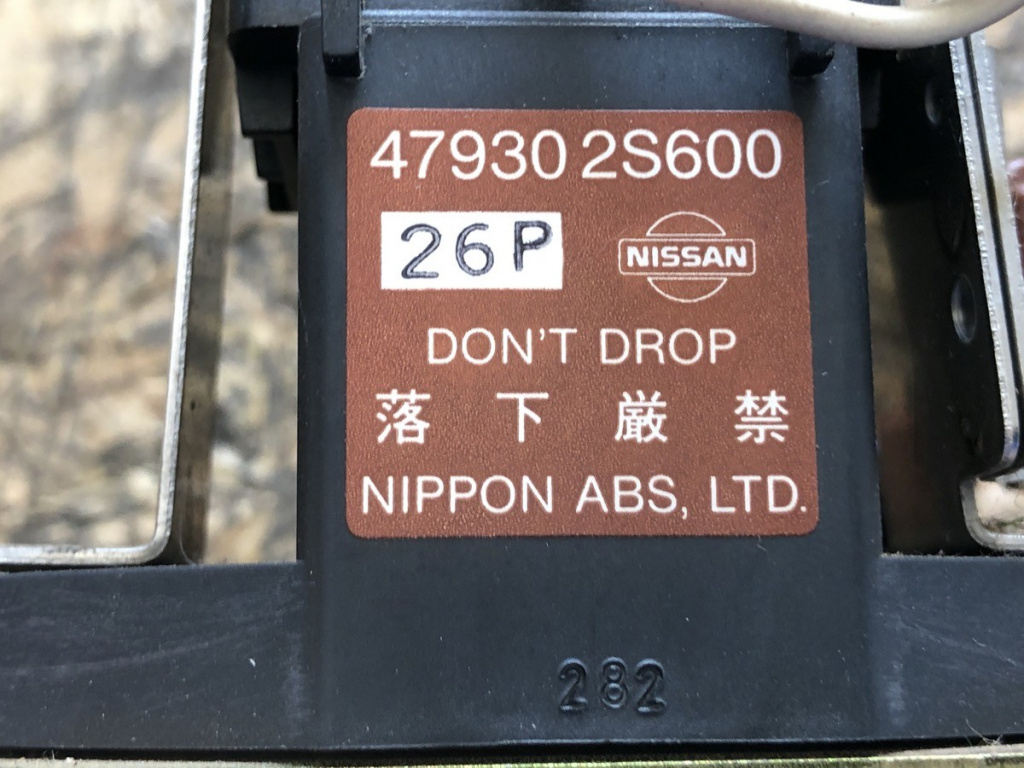 47930 2S600
26P NISSAN
DON'T DROP
落下厳禁
NIPPON ABS, LTD.
282